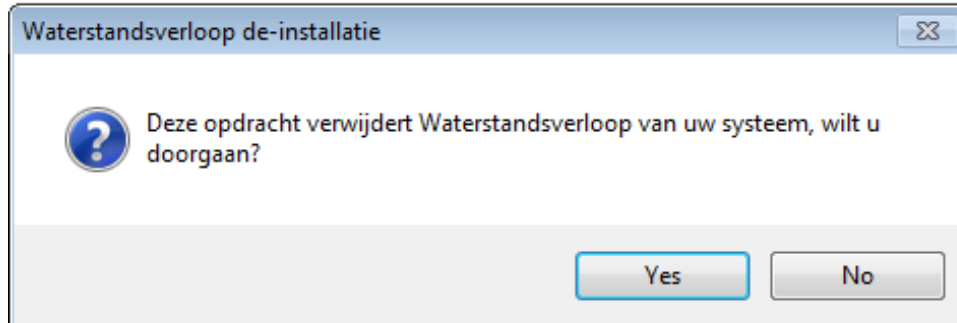 Waterstandsverloop de-installatie
Deze opdracht verwijdert Waterstandsverloop van uw systeem, wilt u
doorgaan?
Yes
No